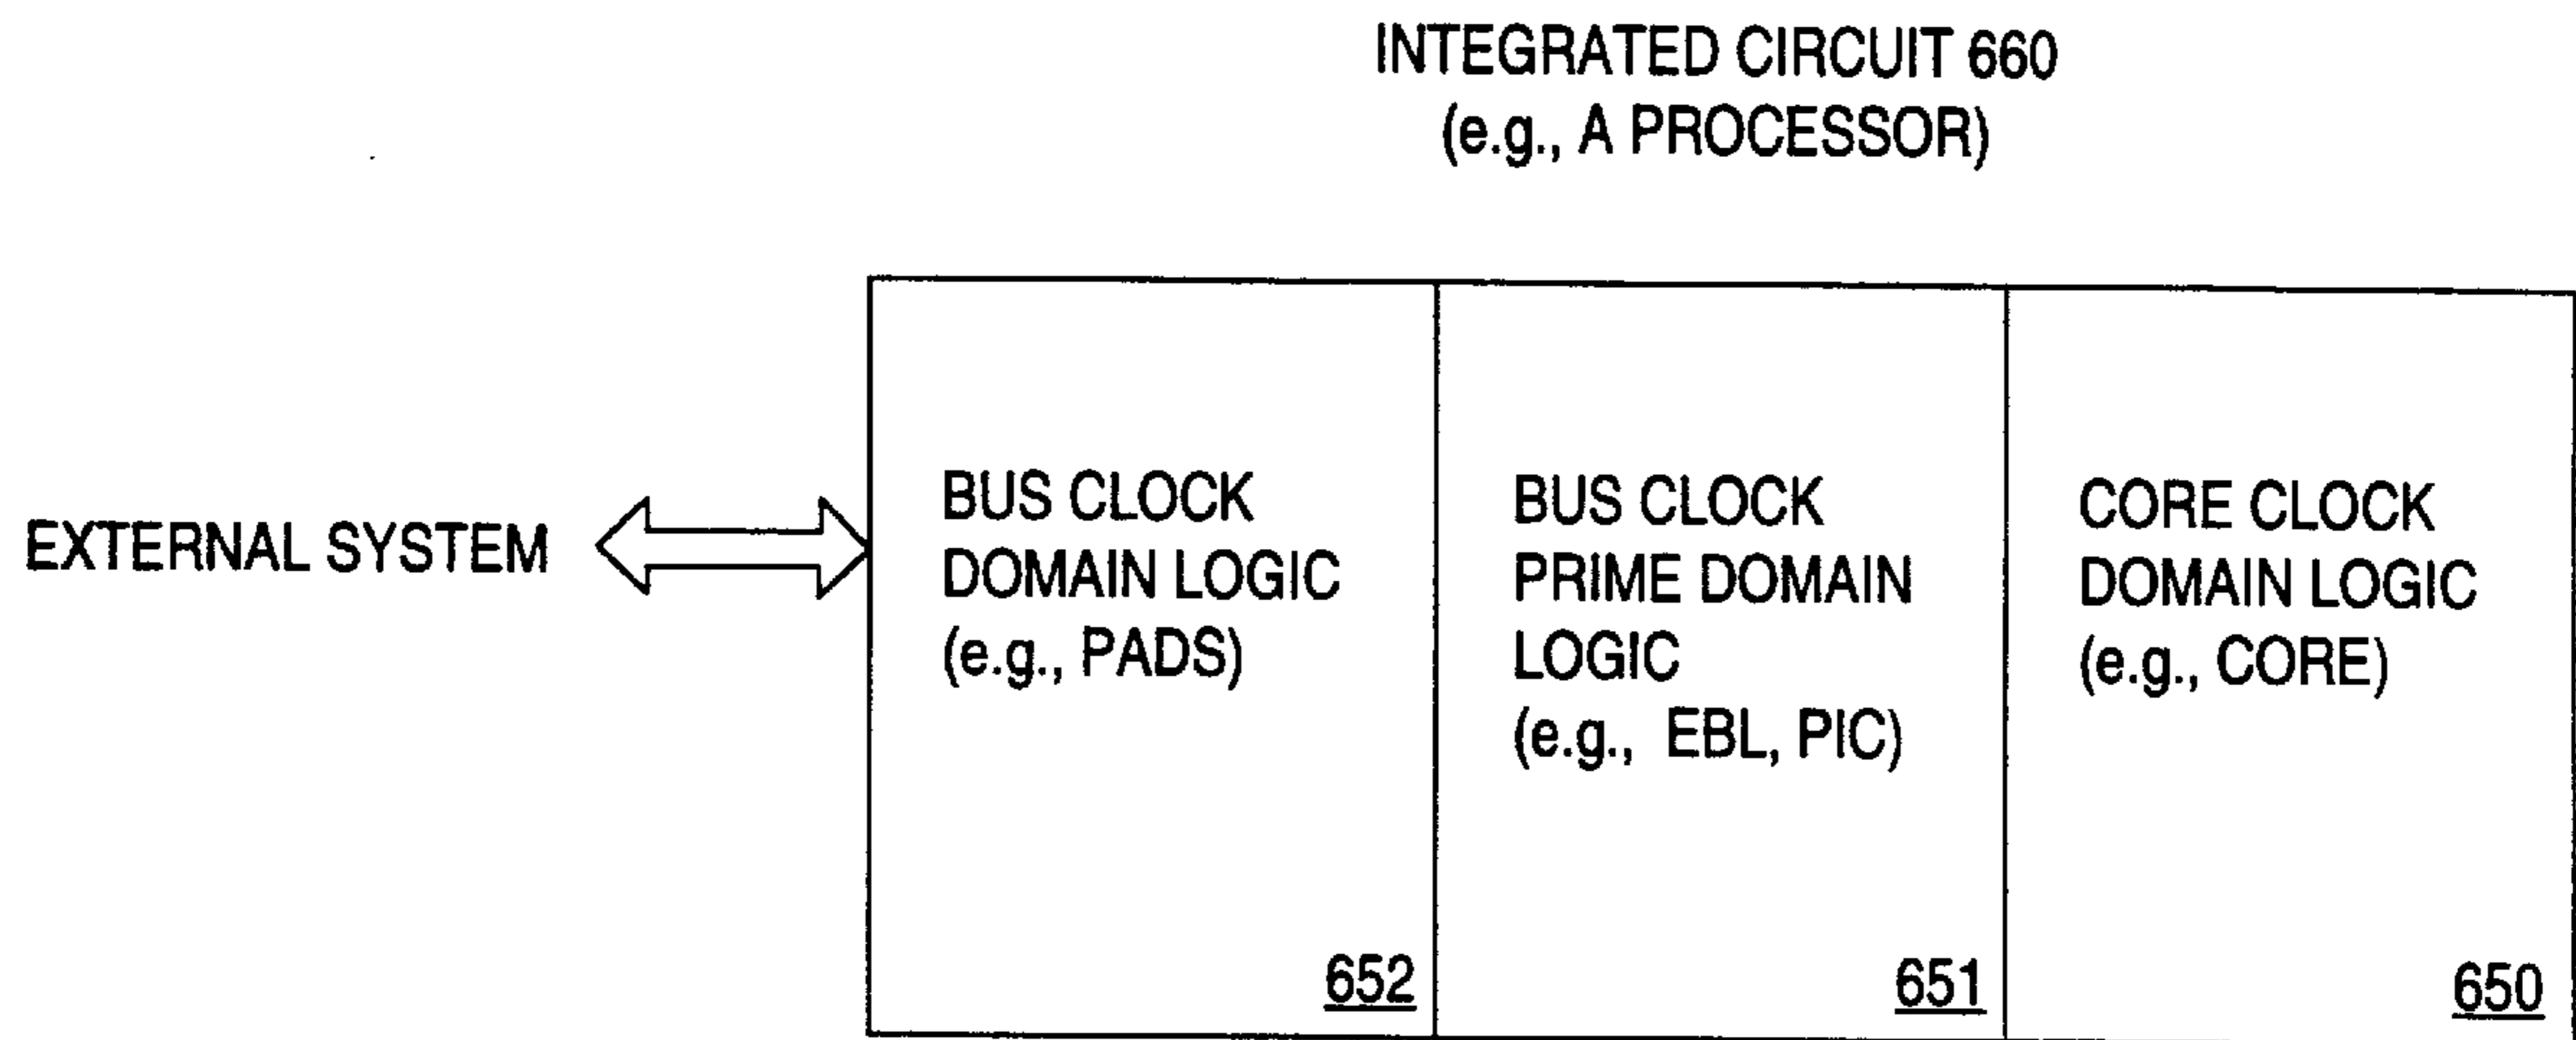 INTEGRATED CIRCUIT 660
(e.g., A PROCESSOR)
EXTERNAL SYSTEM
BUS CLOCK
DOMAIN LOGIC
(e.g., PADS)
652
BUS CLOCK
PRIME DOMAIN
LOGIC
(e.g., EBL, PIC)
651
CORE CLOCK
DOMAIN LOGIC
(e.g., CORE)
650